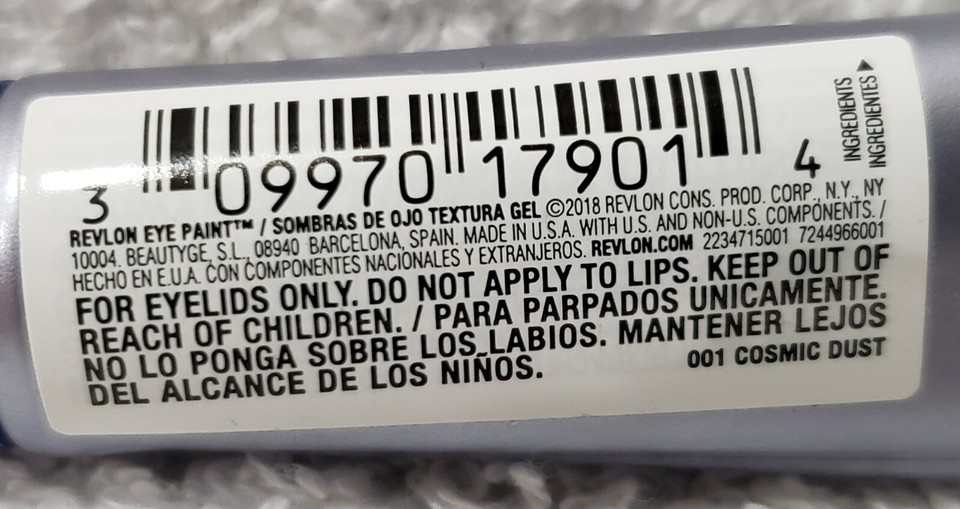 3 09970 17901 4
INGREDIENTS
INGREDIENTES
REVLON EYE PAINT™ / SOMBRAS DE OJO TEXTURA GEL ©2018 REVLON CONS. PROD. CORP., N.Y., NY
10004. BEAUTYGE, S.L., 08940 BARCELONA, SPAIN. MADE IN U.S.A. WITH U.S. AND NON-U.S. COMPONENTS. /
HECHO EN E.U.A. CON COMPONENTES NACIONALES Y EXTRANJEROS. REVLON.COM 2234715001 7244966001
FOR EYELIDS ONLY. DO NOT APPLY TO LIPS. KEEP OUT OF
REACH OF CHILDREN. / PARA PARPADOS UNICAMENTE.
NO LO PONGA SOBRE LOS LABIOS. MANTENER LEJOS
DEL ALCANCE DE LOS NIÑOS.
001 COSMIC DUST